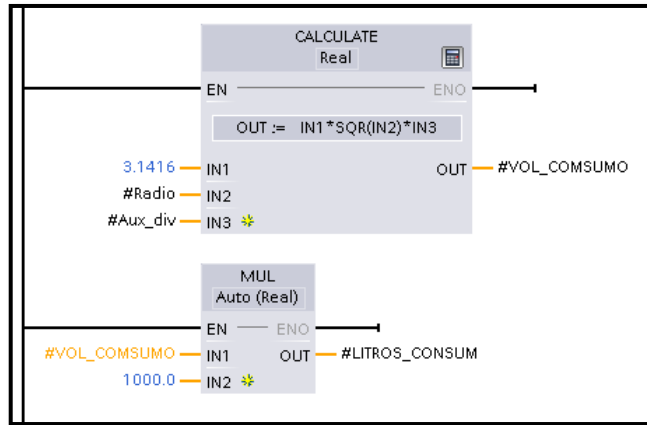 CALCULATE
Real
EN ENO
OUT := IN1*SQR(IN2)*IN3
3.1416 IN1 OUT #VOL_COMSUMO
#Radio IN2
#Aux_div IN3
MUL
Auto (Real)
EN ENO
#VOL_COMSUMO IN1 OUT #LITROS_CONSUM
1000.0 IN2